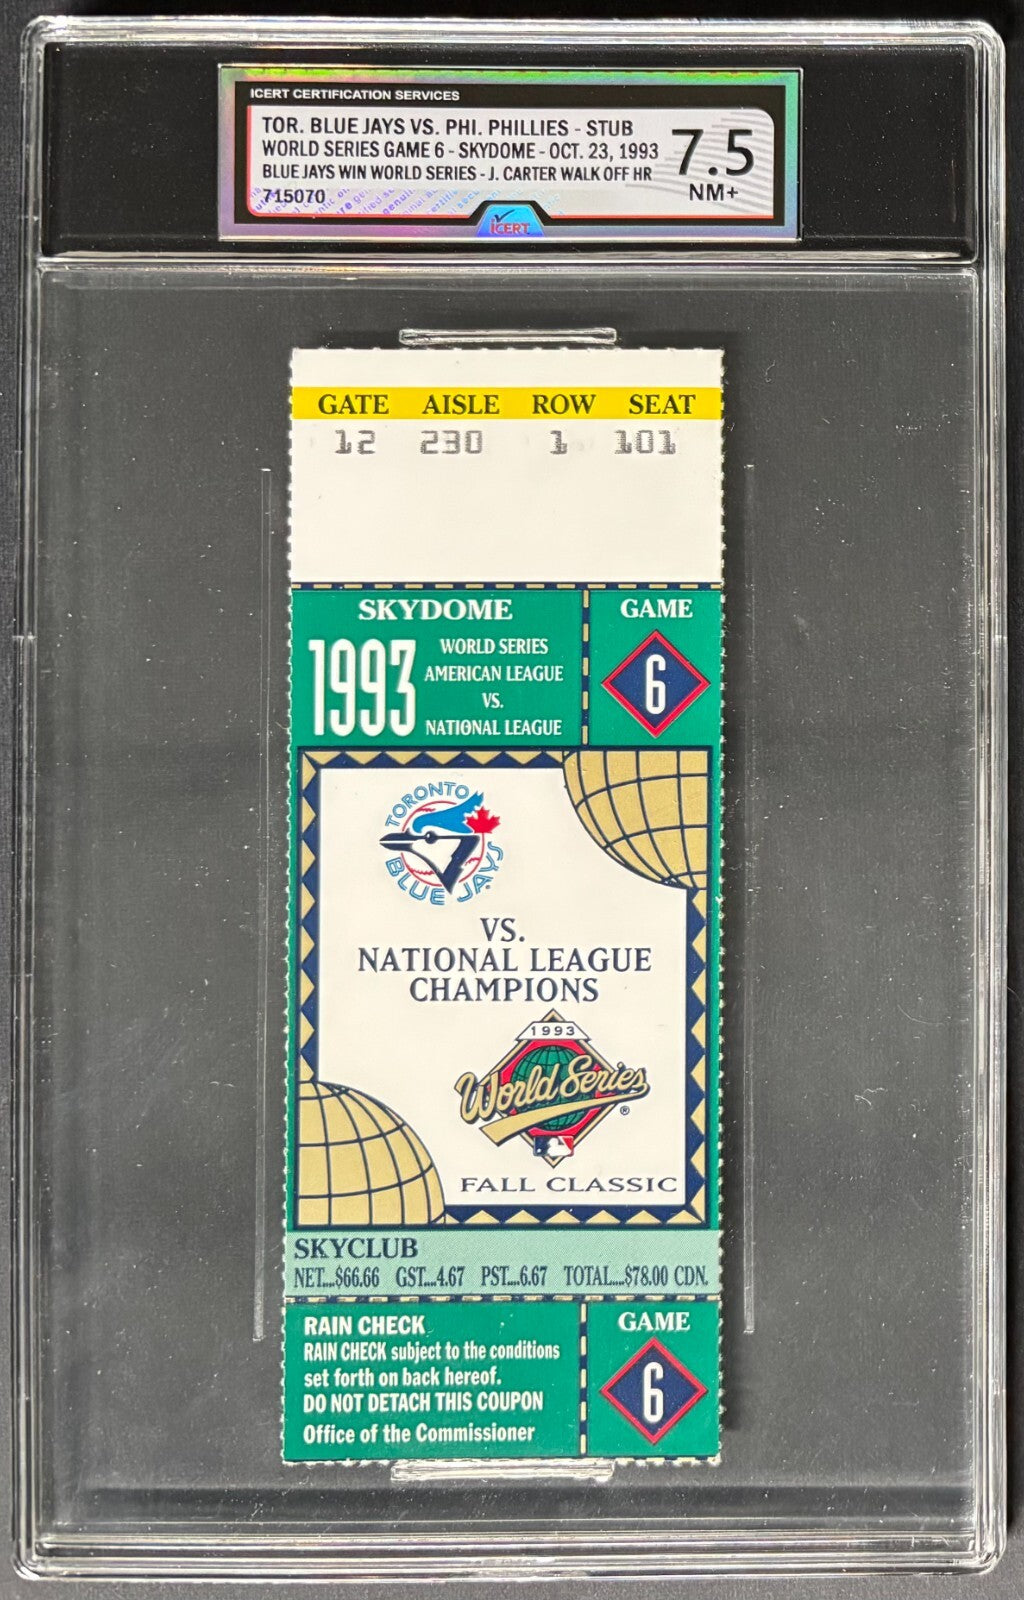 ICERT CERTIFICATION SERVICES
TOR. BLUE JAYS VS. PHI. PHILLIES - STUB
WORLD SERIES GAME 6 - SKYDOME - OCT. 23, 1993
BLUE JAYS WIN WORLD SERIES - J. CARTER WALK OFF HR
715070
7.5
NM+
iCERT
GATE AISLE ROW SEAT
12 230 1 101
SKYDOME
1993
WORLD SERIES
AMERICAN LEAGUE
VS.
NATIONAL LEAGUE
GAME
6
TORONTO
BLUE JAYS
VS.
NATIONAL LEAGUE
CHAMPIONS
1993
World Series
®
FALL CLASSIC
SKYCLUB
NET....$66.66 GST....4.67 PST....6.67 TOTAL....$78.00 CDN.
RAIN CHECK
RAIN CHECK subject to the conditions
set forth on back hereof.
DO NOT DETACH THIS COUPON
Office of the Commissioner
GAME
6